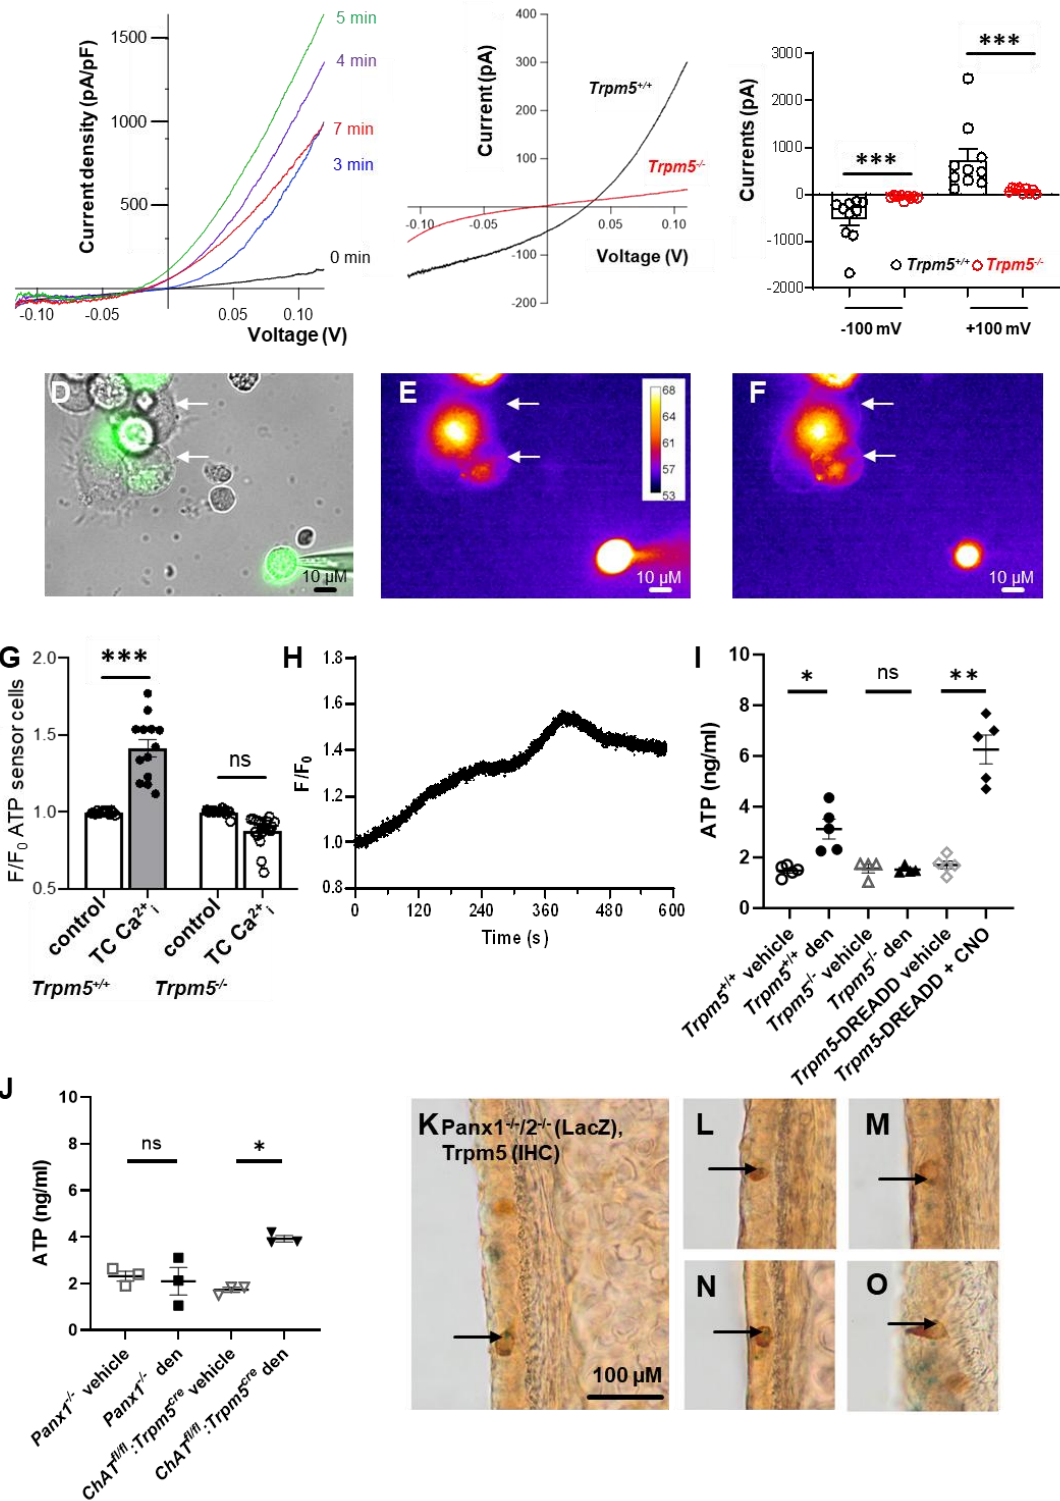 5 min
4 min
7 min
3 min
0 min
1500
1000
500
-0.10
-0.05
0.05
0.10
Current density (pA/pF)
Voltage (V)
400
300
200
100
-100
-200
-0.10
-0.05
0.05
0.10
Current (pA)
Trpm5+/+
Trpm5-/-
Voltage (V)
3000
2000
1000
0
-1000
-2000
Currents (pA)
***
***
Trpm5+/+
Trpm5-/-
-100 mV
+100 mV
D
10 µM
E
68
64
61
57
53
10 µM
F
10 µM
G
2.0
1.5
1.0
0.5
F/F0 ATP sensor cells
***
ns
control
TC Ca2+i
control
TC Ca2+i
Trpm5+/+
Trpm5-/-
H
1.8
1.6
1.4
1.2
1.0
0.8
F/F0
0
120
240
360
480
600
Time (s)
I
10
8
6
4
2
0
ATP (ng/ml)
*
ns
**
Trpm5+/+ vehicle
Trpm5+/+ den
Trpm5-/- vehicle
Trpm5-/- den
Trpm5-DREADD vehicle
Trpm5-DREADD + CNO
J
10
8
6
4
2
0
ATP (ng/ml)
ns
*
Panx1-/- vehicle
Panx1-/- den
ChATfl/fl:Trpm5cre vehicle
ChATfl/fl:Trpm5cre den
K Panx1-/-/2-/- (LacZ),
Trpm5 (IHC)
100 µM
L
M
N
O